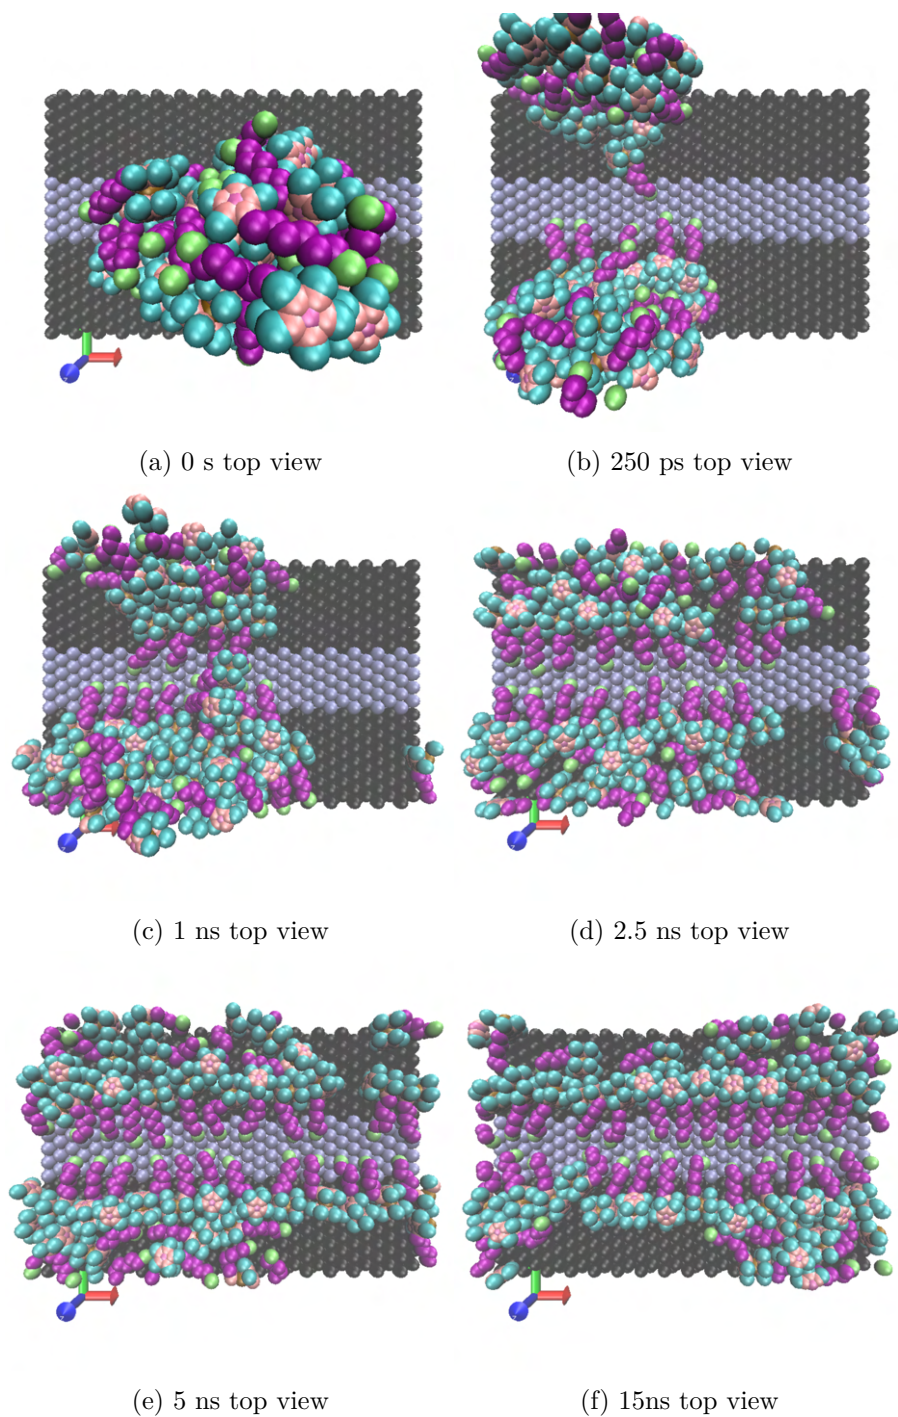 (a) 0 s top view
(b) 250 ps top view
(c) 1 ns top view
(d) 2.5 ns top view
(e) 5 ns top view
(f) 15ns top view